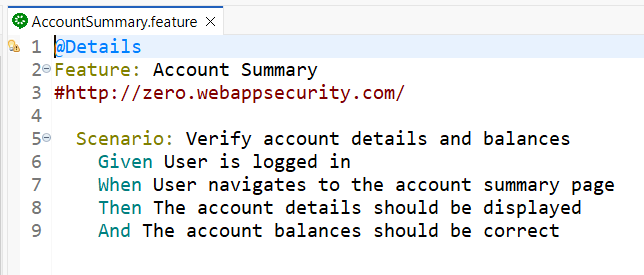 AccountSummary.feature
1 @Details
2 Feature: Account Summary
3 #http://zero.webappsecurity.com/
4
5 Scenario: Verify account details and balances
6 Given User is logged in
7 When User navigates to the account summary page
8 Then The account details should be displayed
9 And The account balances should be correct